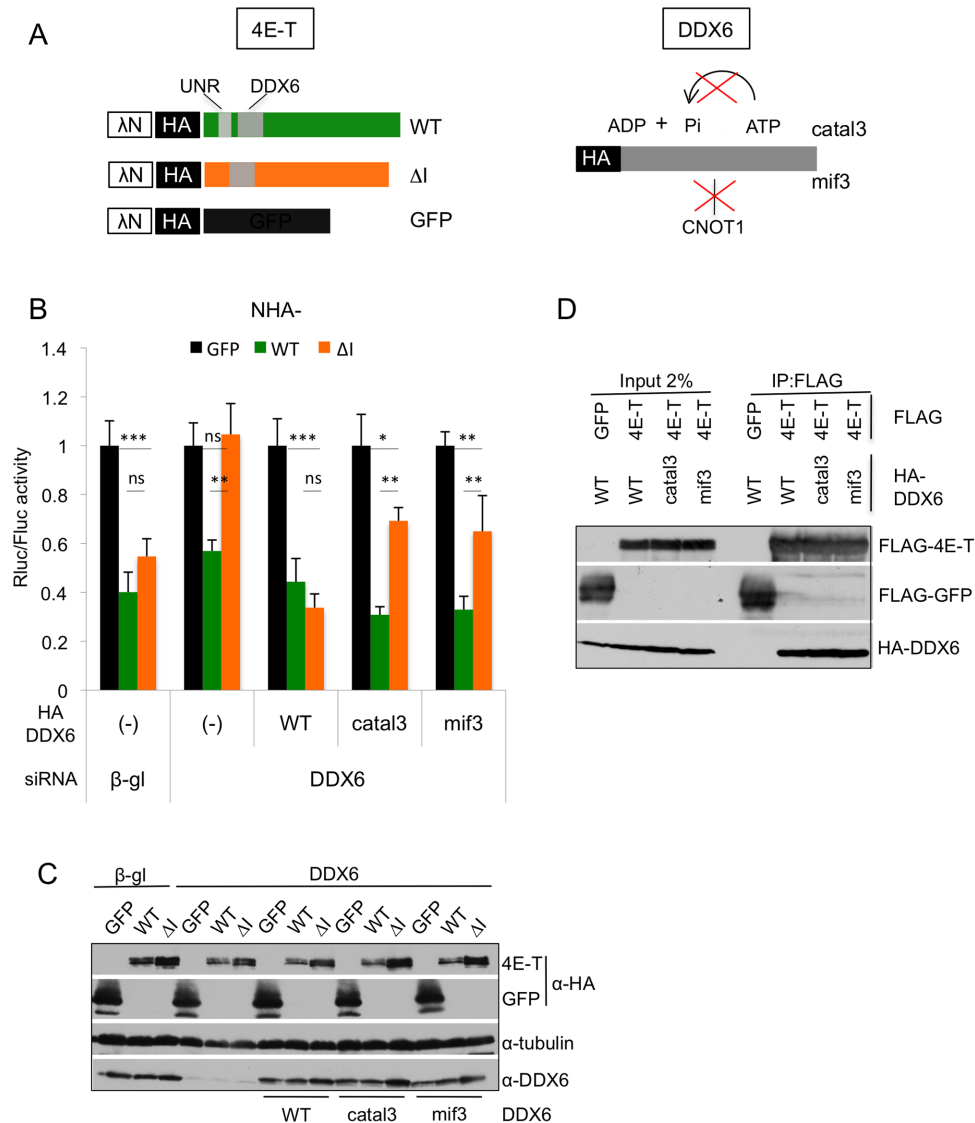 A
4E-T
DDX6
UNR
DDX6
λN HA WT
λN HA ΔI
λN HA GFP GFP
ADP + Pi ATP catal3
HA
mif3
CNOT1
B
NHA-
GFP WT ΔI
Rluc/Fluc activity
1.4
1.2
1
0.8
0.6
0.4
0.2
0
*** ns *** * **
ns ** ns ** **
HA DDX6 (-) (-) WT catal3 mif3
siRNA β-gl DDX6
D
Input 2% IP:FLAG
GFP 4E-T 4E-T 4E-T GFP 4E-T 4E-T 4E-T FLAG
WT WT catal3 mif3 WT WT catal3 mif3 HA-DDX6
FLAG-4E-T
FLAG-GFP
HA-DDX6
C
β-gl DDX6
GFP WT ΔI GFP WT ΔI GFP WT ΔI GFP WT ΔI GFP WT ΔI
4E-T
α-HA
GFP
α-tubulin
α-DDX6
WT catal3 mif3 DDX6